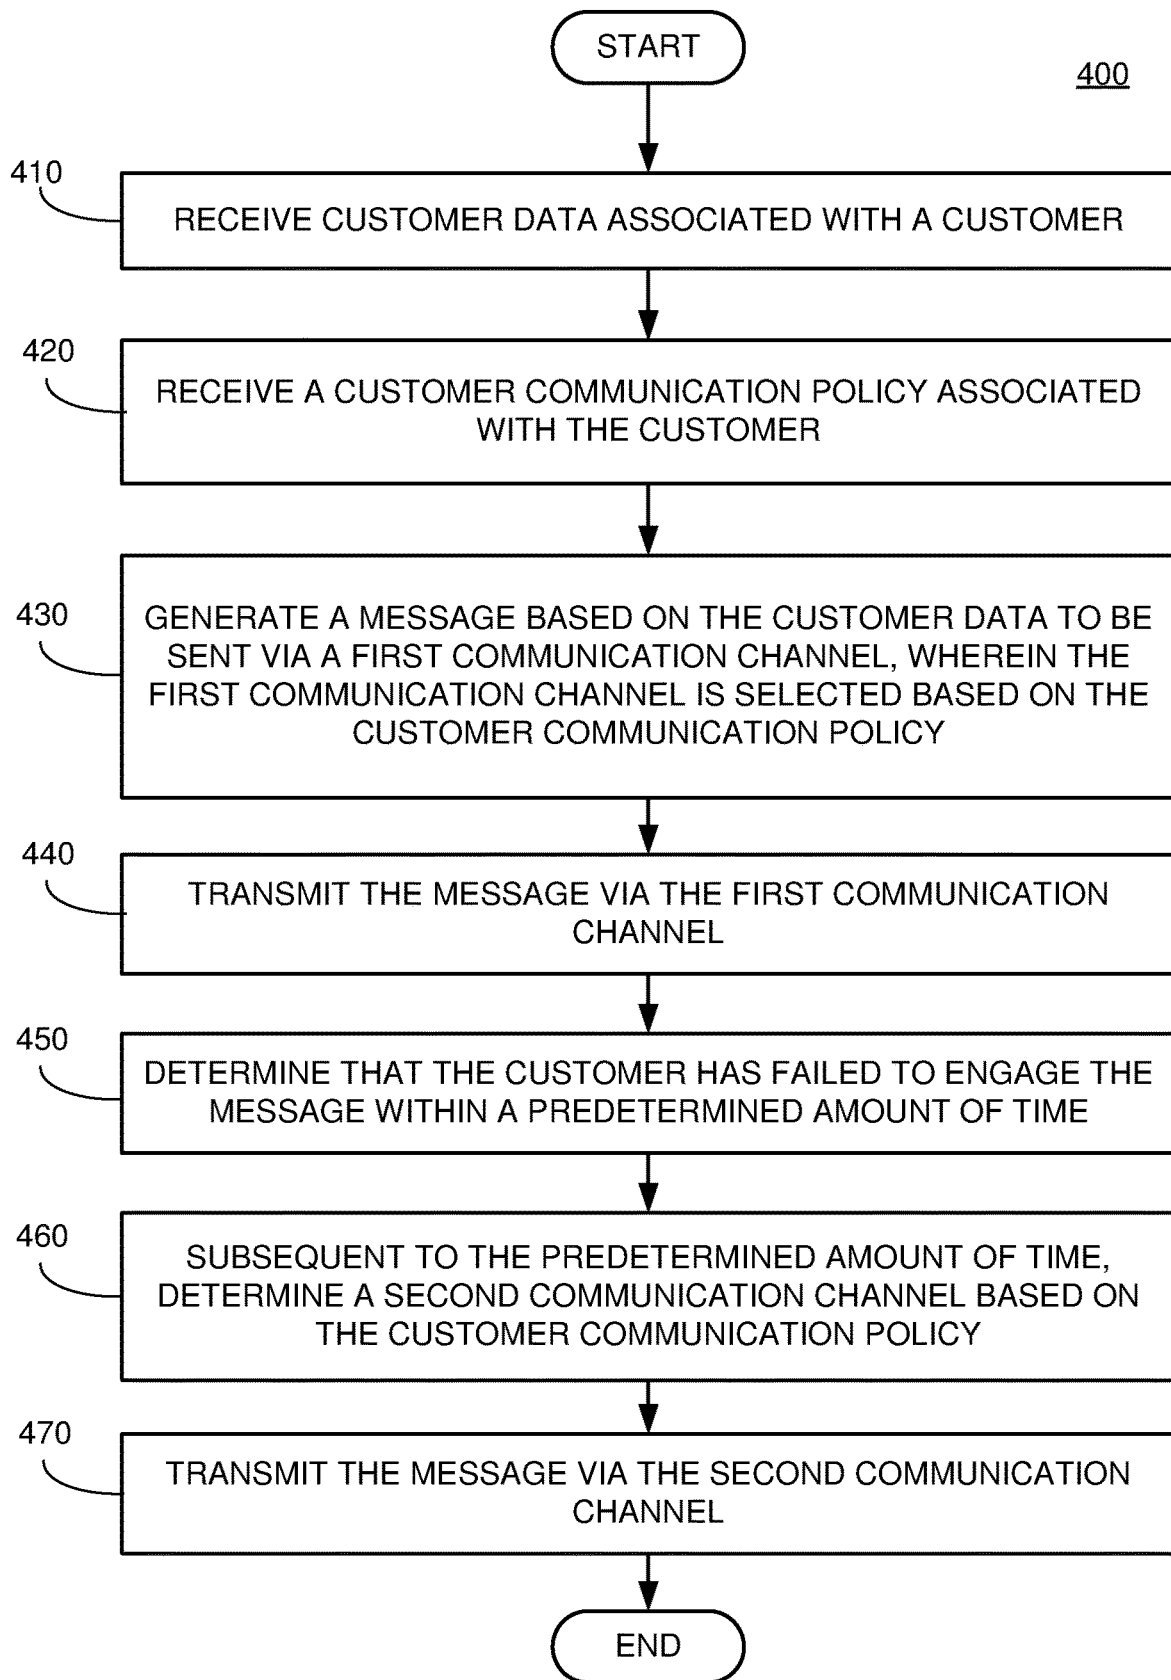 START
400
410
RECEIVE CUSTOMER DATA ASSOCIATED WITH A CUSTOMER
420
RECEIVE A CUSTOMER COMMUNICATION POLICY ASSOCIATED
WITH THE CUSTOMER
430
GENERATE A MESSAGE BASED ON THE CUSTOMER DATA TO BE
SENT VIA A FIRST COMMUNICATION CHANNEL, WHEREIN THE
FIRST COMMUNICATION CHANNEL IS SELECTED BASED ON THE
CUSTOMER COMMUNICATION POLICY
440
TRANSMIT THE MESSAGE VIA THE FIRST COMMUNICATION
CHANNEL
450
DETERMINE THAT THE CUSTOMER HAS FAILED TO ENGAGE THE
MESSAGE WITHIN A PREDETERMINED AMOUNT OF TIME
460
SUBSEQUENT TO THE PREDETERMINED AMOUNT OF TIME,
DETERMINE A SECOND COMMUNICATION CHANNEL BASED ON
THE CUSTOMER COMMUNICATION POLICY
470
TRANSMIT THE MESSAGE VIA THE SECOND COMMUNICATION
CHANNEL
END